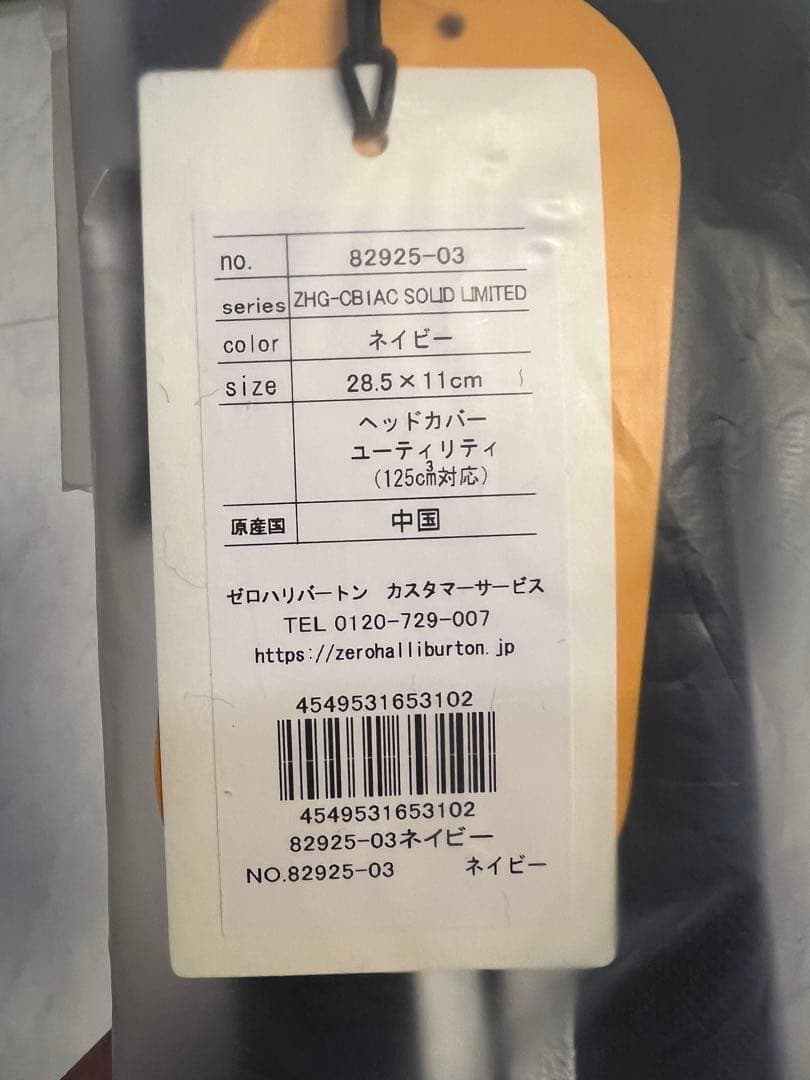 no. 82925-03
series ZHG-CB1AC SOLID LIMITED
color ネイビー
size 28.5×11cm
ヘッドカバー
ユーティリティ
(125cm³対応)
原産国 中国
ゼロハリバートン カスタマーサービス
TEL 0120-729-007
https://zerohalliburton.jp
4549531653102
4549531653102
82925-03ネイビー
NO.82925-03 ネイビー